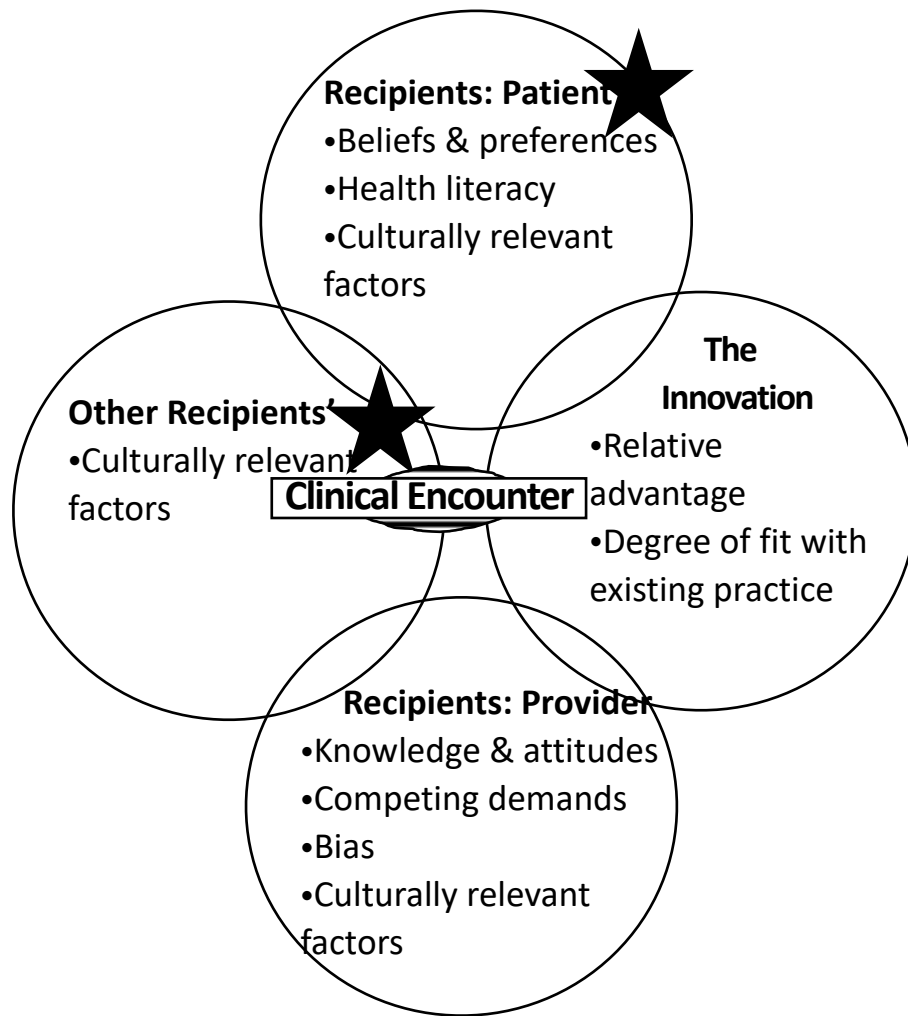 Recipients: Patient
•Beliefs & preferences
•Health literacy
•Culturally relevant
factors
The
Innovation
•Relative
advantage
•Degree of fit with
existing practice
Other Recipients’
•Culturally relevant
factors
Clinical Encounter
Recipients: Provider
•Knowledge & attitudes
•Competing demands
•Bias
•Culturally relevant
factors